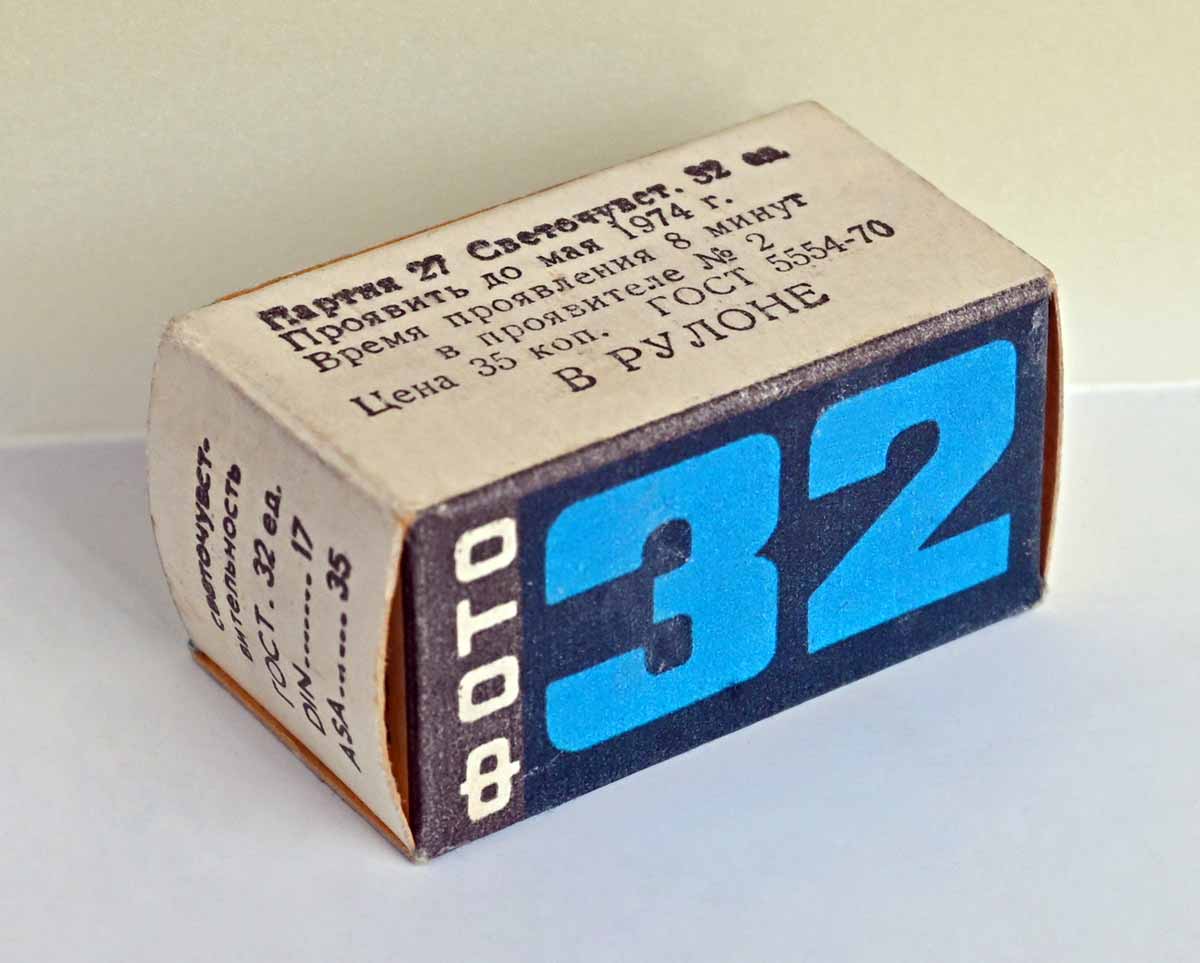 Партия 27 Светочувст. 32 ед.
Проявить до мая 1974 г.
Время проявления 8 минут
в проявителе № 2
Цена 35 коп. ГОСТ 5554-70
В РУЛОНЕ
светочувст-
вительность
ГОСТ. 32 ед.
DIN........ 17
ASA........ 35
ФОТО
32